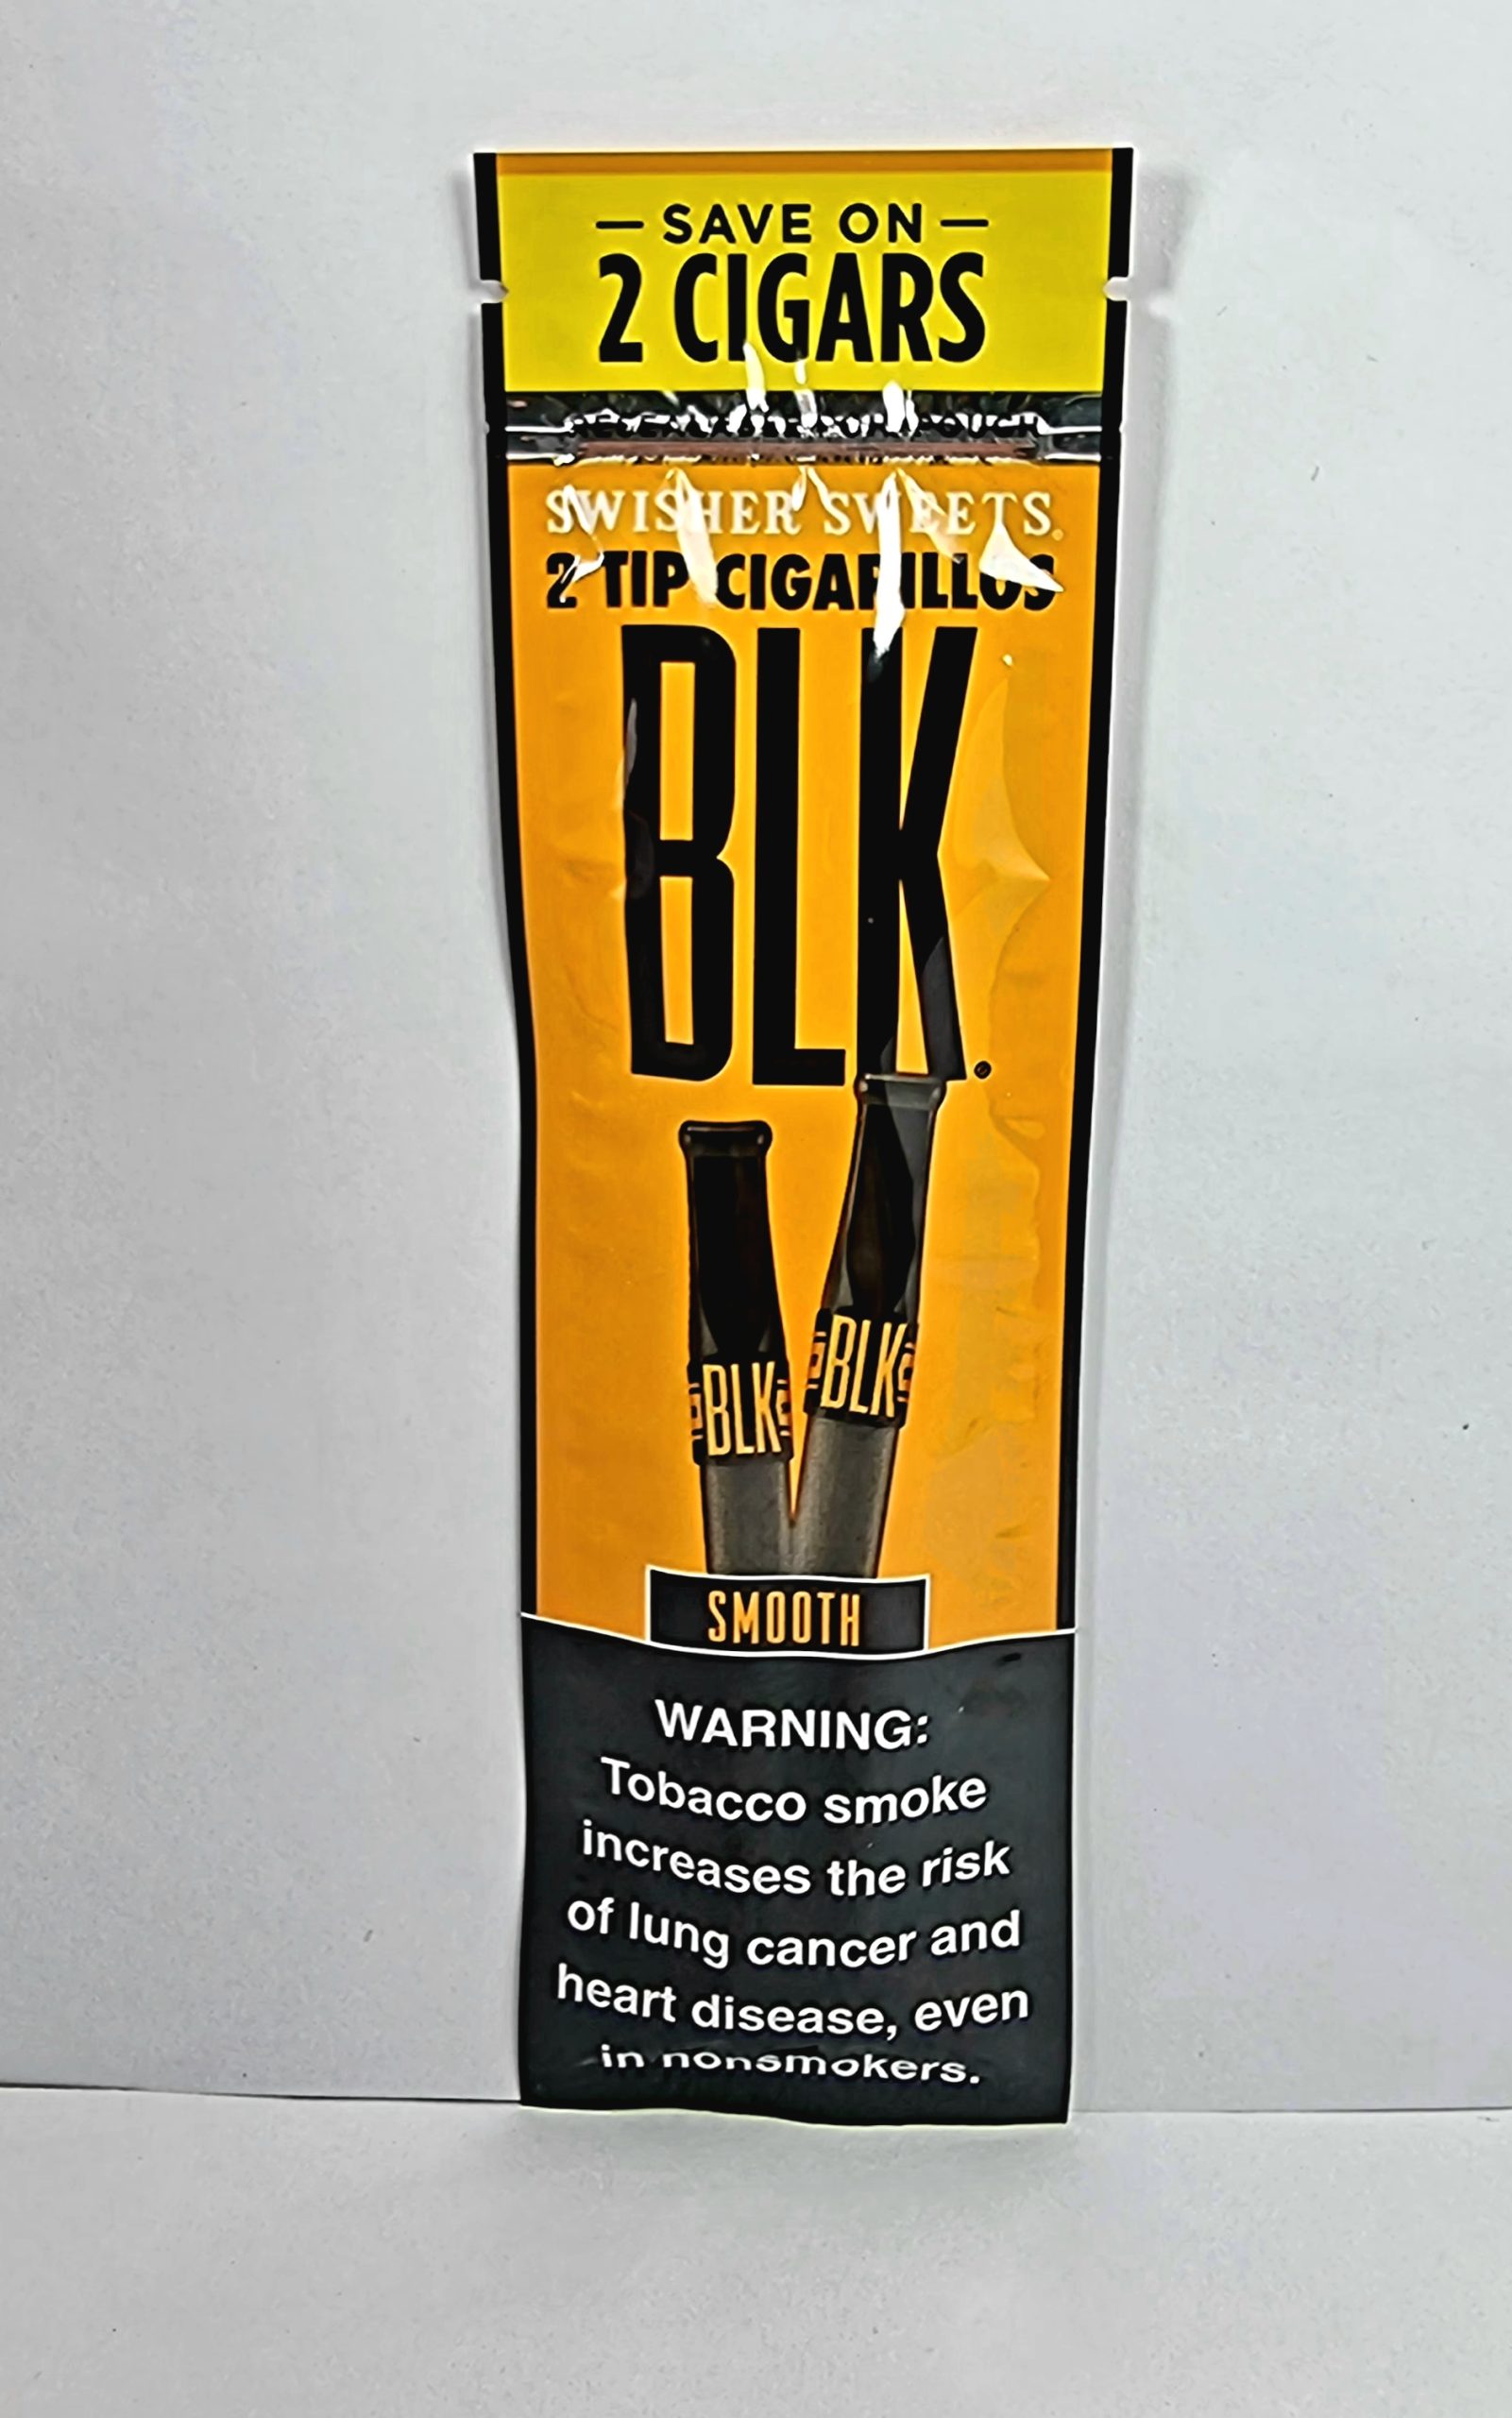 — SAVE ON —
2 CIGARS
SWISHER SWEETS
2 TIP CIGARILLOS
BLK
BLK
BLK
SMOOTH
WARNING:
Tobacco smoke
increases the risk
of lung cancer and
heart disease, even
in nonsmokers.